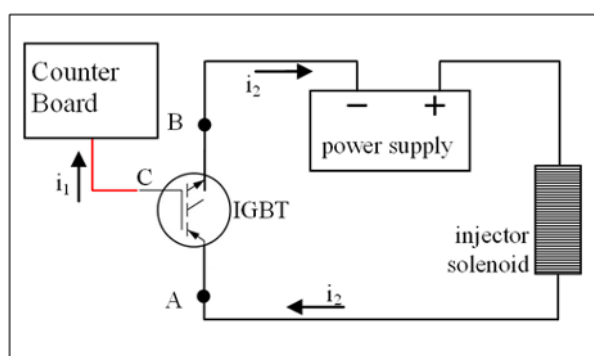 Counter
Board
i₂
− +
B
power supply
i₁
C
IGBT
injector
solenoid
A
i₂